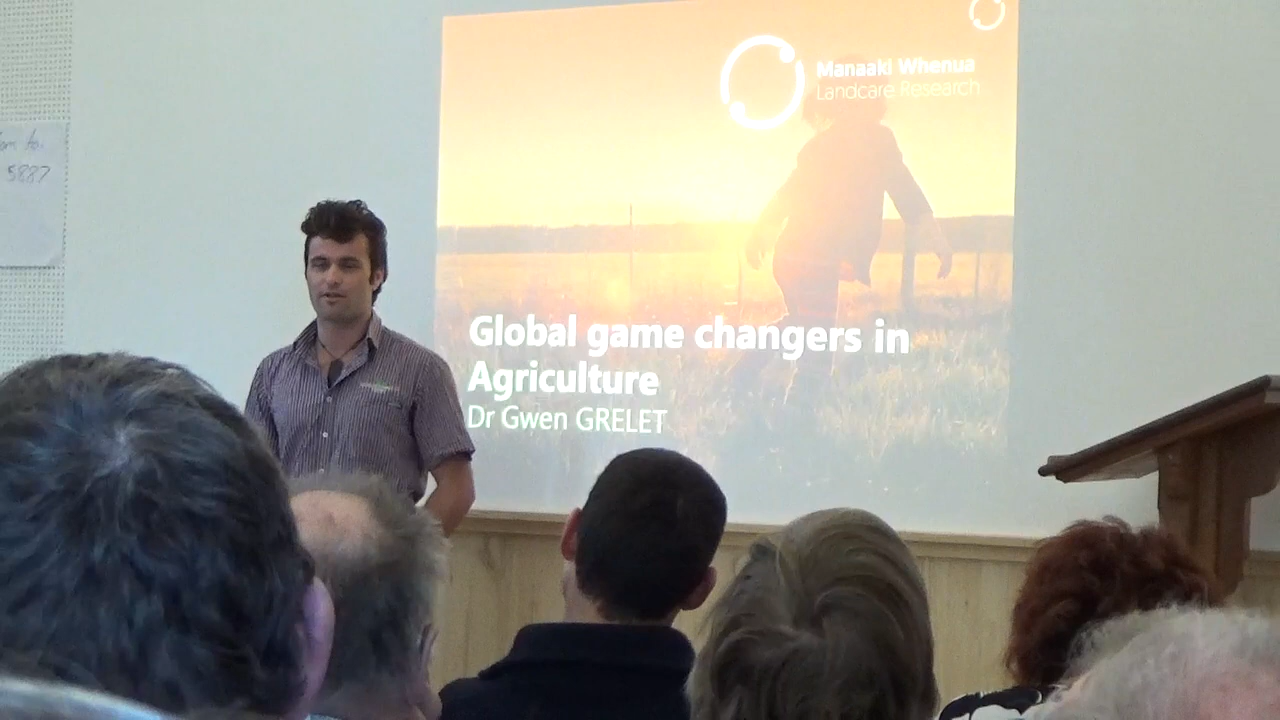 Manaaki Whenua
Landcare Research
5887
Global game changers in
Agriculture
Dr Gwen GRELET